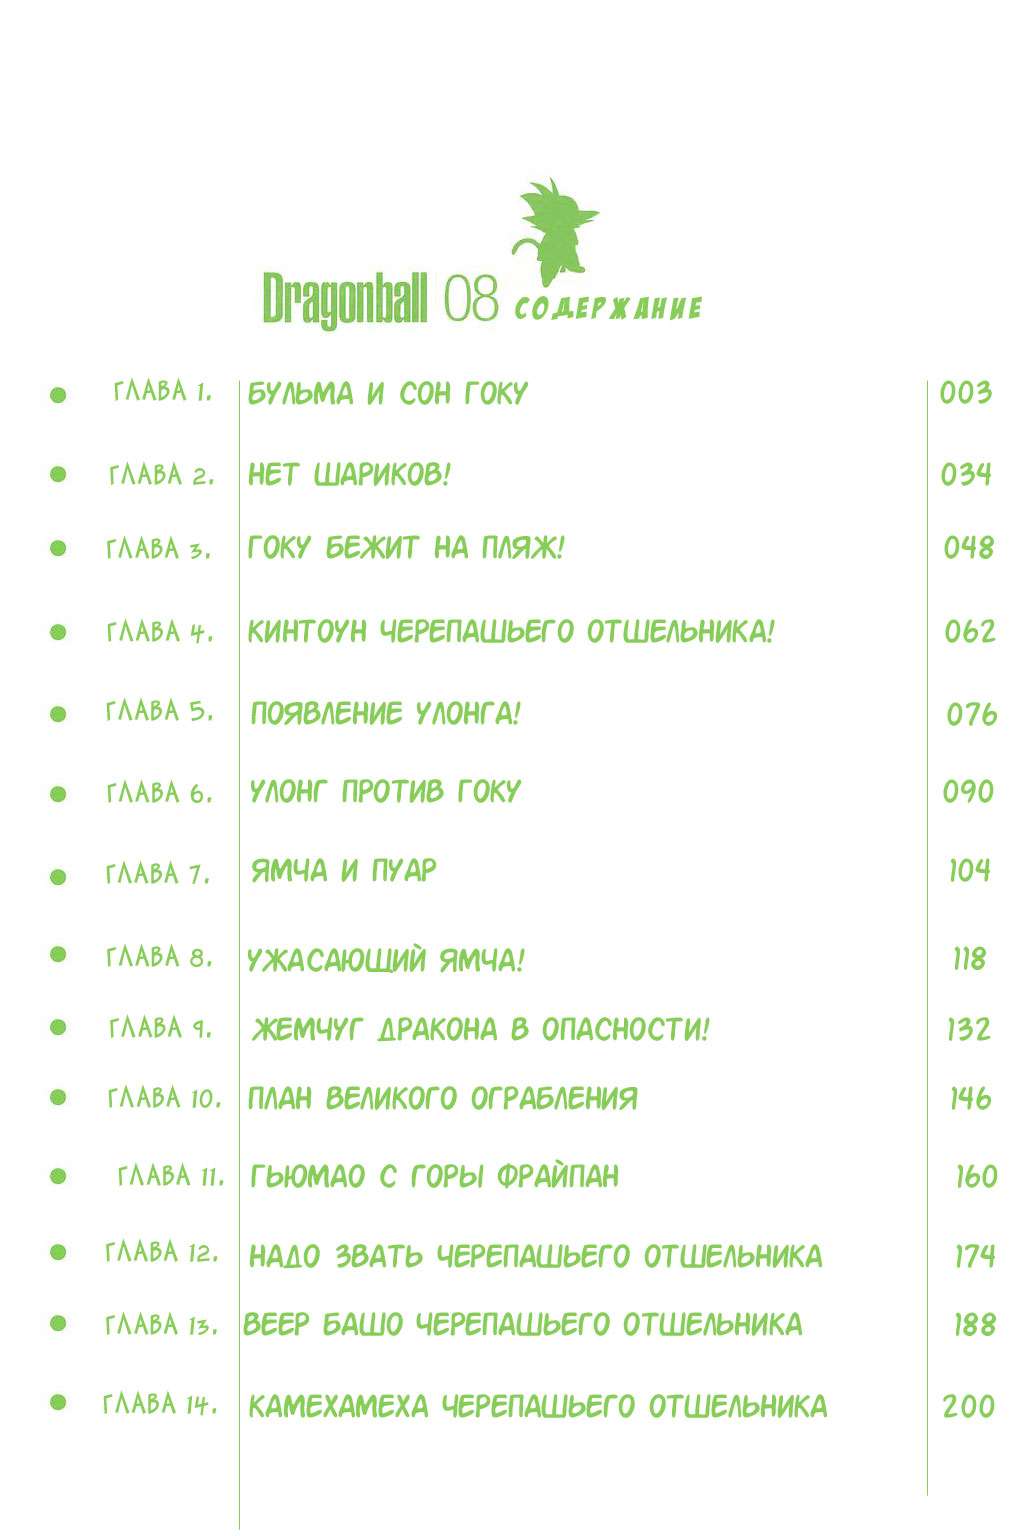 Dragonball 08 СОДЕРЖАНИЕ
ГЛАВА 1. БУЛЬМА И СОН ГОКУ 003
ГЛАВА 2. НЕТ ШАРИКОВ! 034
ГЛАВА 3. ГОКУ БЕЖИТ НА ПЛЯЖ! 048
ГЛАВА 4. КИНТОУН ЧЕРЕПАШЬЕГО ОТШЕЛЬНИКА! 062
ГЛАВА 5. ПОЯВЛЕНИЕ УЛОНГА! 076
ГЛАВА 6. УЛОНГ ПРОТИВ ГОКУ 090
ГЛАВА 7. ЯМЧА И ПУАР 104
ГЛАВА 8. УЖАСАЮЩИЙ ЯМЧА! 118
ГЛАВА 9. ЖЕМЧУГ ДРАКОНА В ОПАСНОСТИ! 132
ГЛАВА 10. ПЛАН ВЕЛИКОГО ОГРАБЛЕНИЯ 146
ГЛАВА 11. ГЬЮМАО С ГОРЫ ФРАЙПАН 160
ГЛАВА 12. НАДО ЗВАТЬ ЧЕРЕПАШЬЕГО ОТШЕЛЬНИКА 174
ГЛАВА 13. ВЕЕР БАШО ЧЕРЕПАШЬЕГО ОТШЕЛЬНИКА 188
ГЛАВА 14. КАМЕХАМЕХА ЧЕРЕПАШЬЕГО ОТШЕЛЬНИКА 200